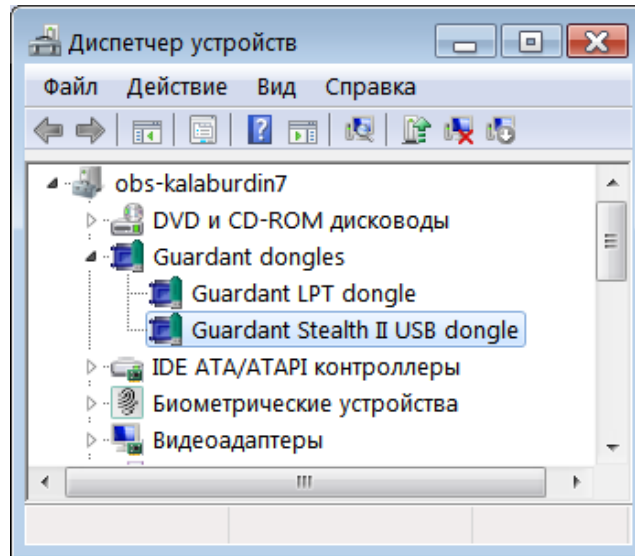 Диспетчер устройств
Файл Действие Вид Справка
obs-kalaburdin7
DVD и CD-ROM дисководы
Guardant dongles
Guardant LPT dongle
Guardant Stealth II USB dongle
IDE ATA/ATAPI контроллеры
Биометрические устройства
Видеоадаптеры